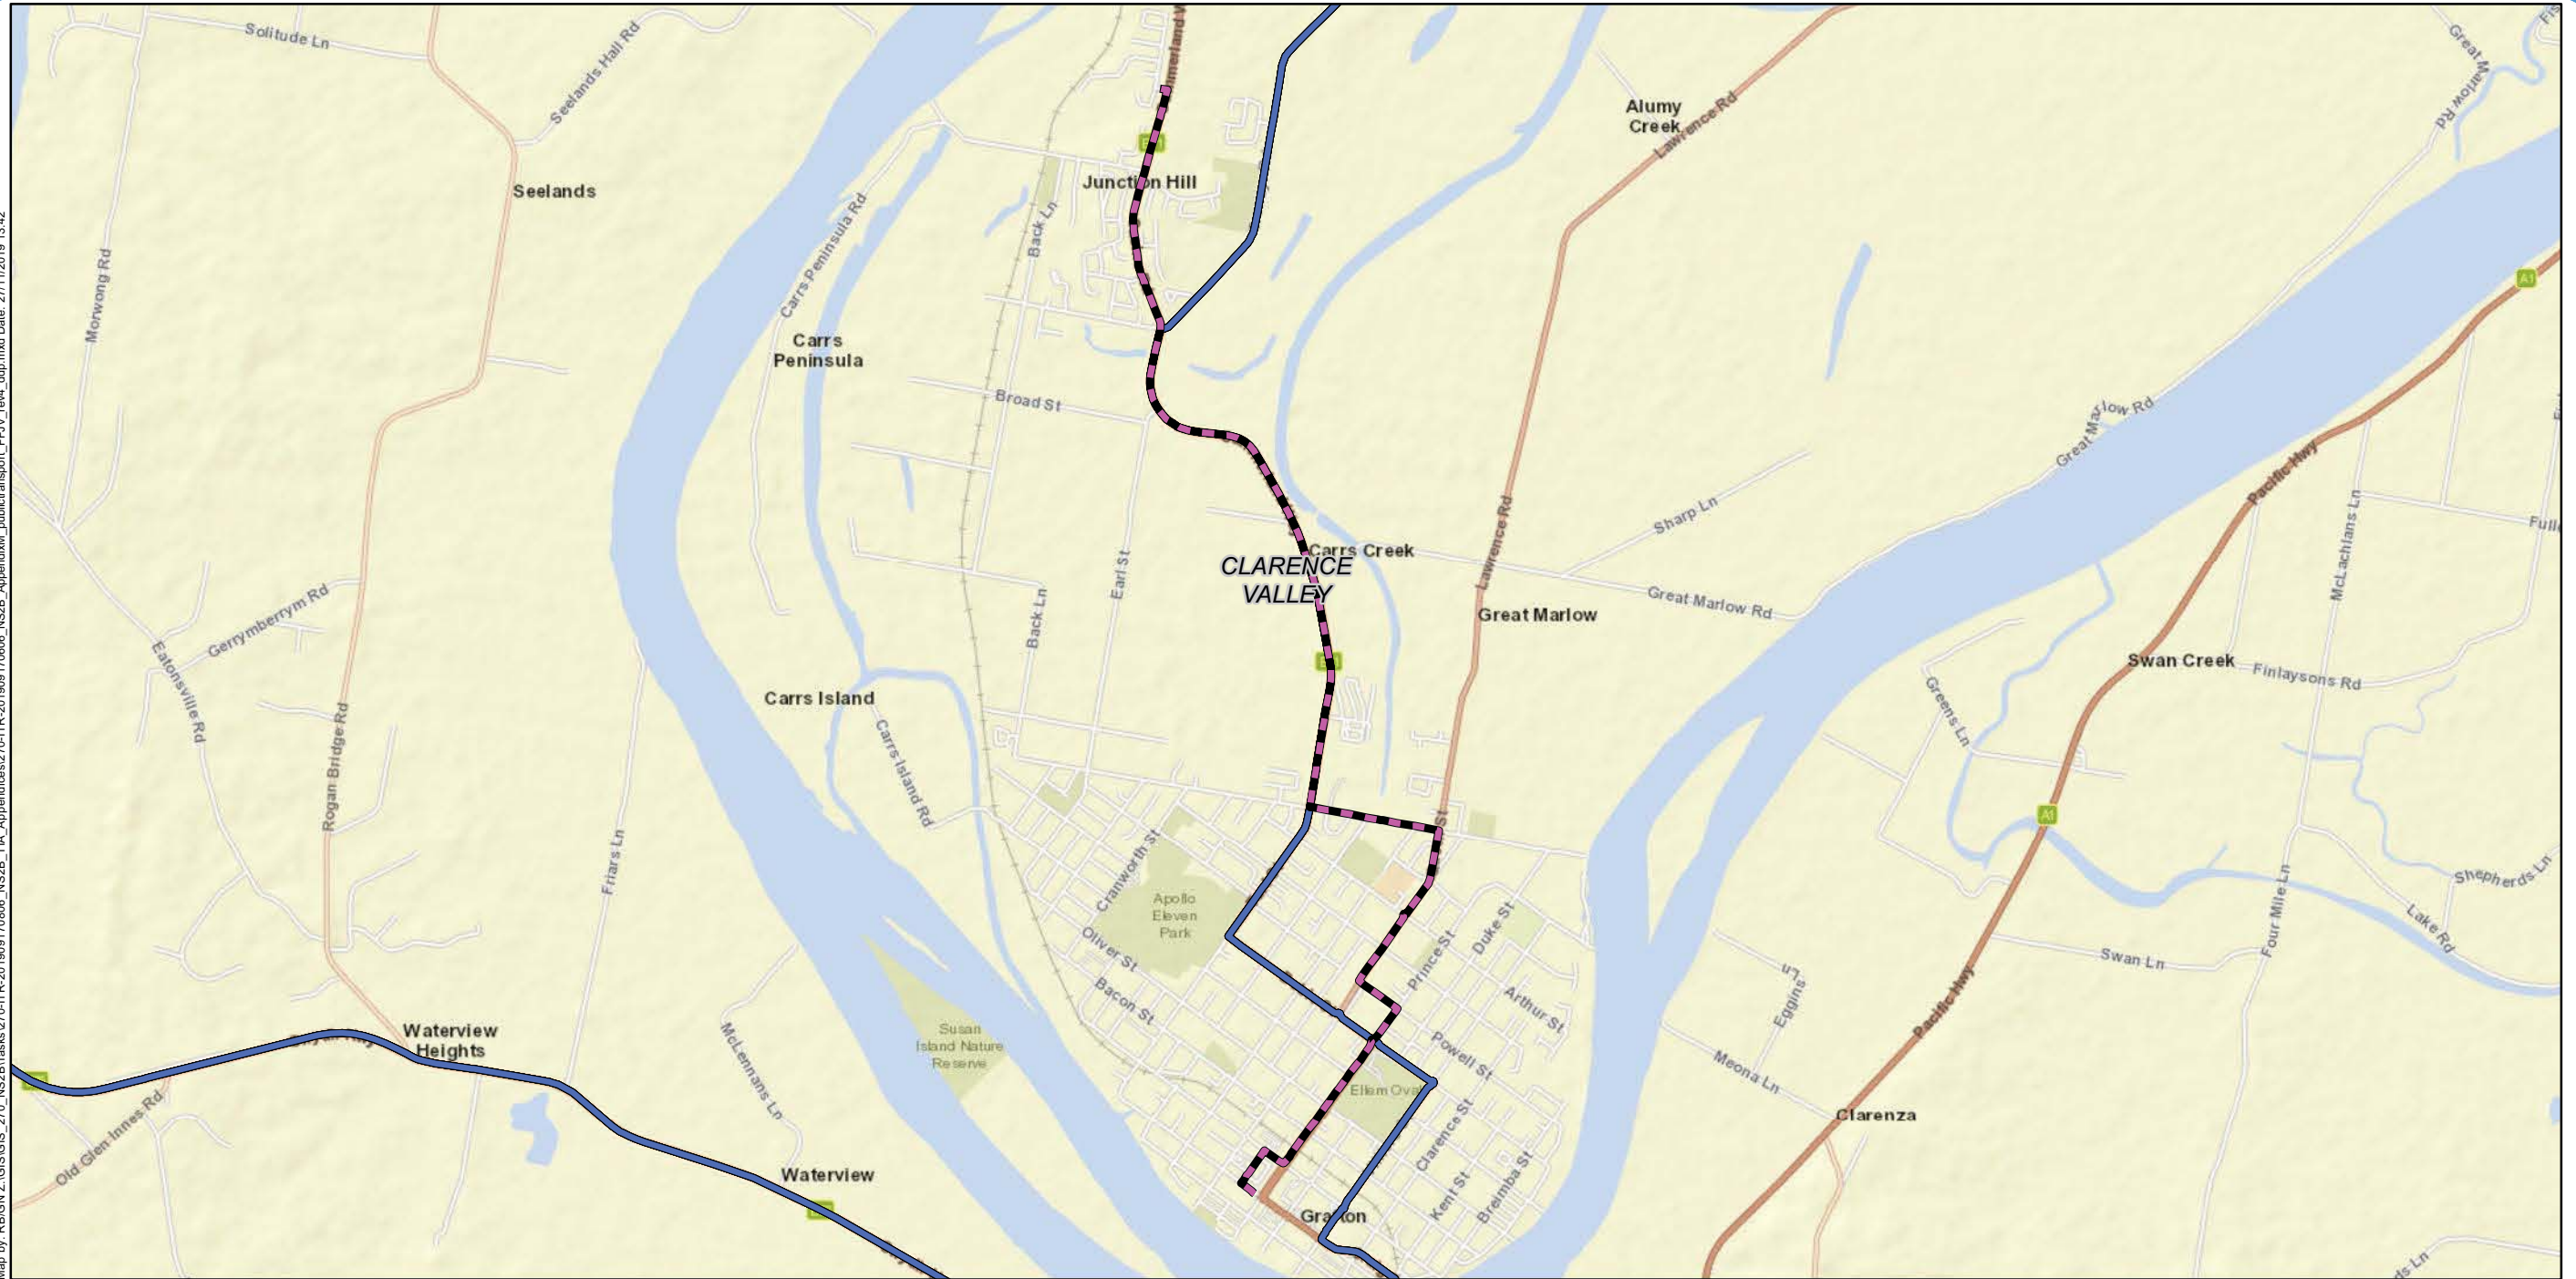 Solitude Ln
Seelands Hall Rd
Great Marlow Rd
Alumy
Creek
Lawrence Rd
Junction Hill
Seelands
Back Ln
Carrs Peninsula Rd
Morwong Rd
A1
Carrs
Peninsula
Broad St
Great Marlow Rd
Pacific Hwy
Sharp Ln
McLachlans Ln
Lawrence Rd
Carrs Creek
CLARENCE
VALLEY
Earl St
Back Ln
Great Marlow Rd
Great Marlow
Gerrymberrym Rd
Eatonsville Rd
Swan Creek
Finlaysons Rd
Carrs Island
Greens Ln
Rogan Bridge Rd
Carrs Island Rd
A1
St
Friars Ln
Cranworth St
Shepherds Ln
Apollo
Eleven
Park
Four Mile Ln
Lake Rd
Duke St
Prince St
Oliver St
Swan Ln
Bacon St
Arthur St
Eggins Ln
Pacific Hwy
Waterview
Heights
Susan
Island Nature
Reserve
McLennans Ln
Powell St
Meona Ln
Ellem Oval
Old Glen Innes Rd
Clarenza
Clarence St
Waterview
Kent St
Breimba St
Grafton